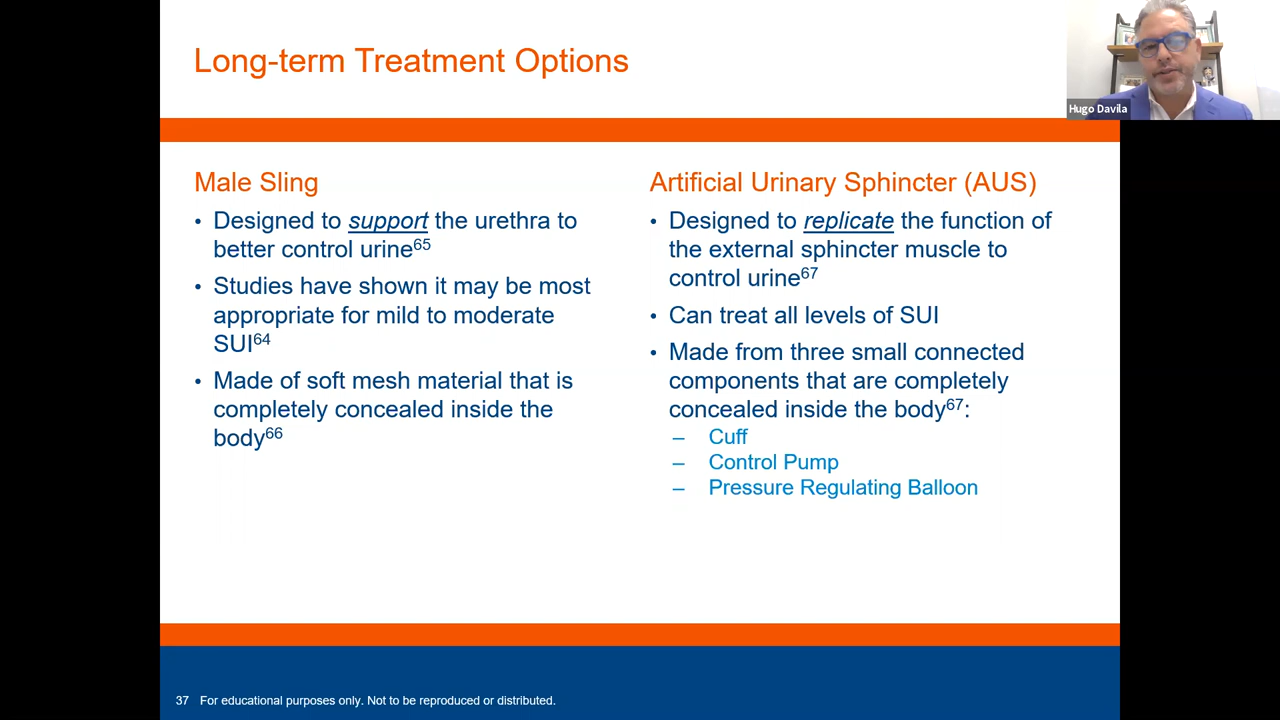 Long-term Treatment Options
Hugo Davila
Male Sling
• Designed to support the urethra to
better control urine65
• Studies have shown it may be most
appropriate for mild to moderate
SUI64
• Made of soft mesh material that is
completely concealed inside the
body66
Artificial Urinary Sphincter (AUS)
• Designed to replicate the function of
the external sphincter muscle to
control urine67
• Can treat all levels of SUI
• Made from three small connected
components that are completely
concealed inside the body67:
– Cuff
– Control Pump
– Pressure Regulating Balloon
37 For educational purposes only. Not to be reproduced or distributed.